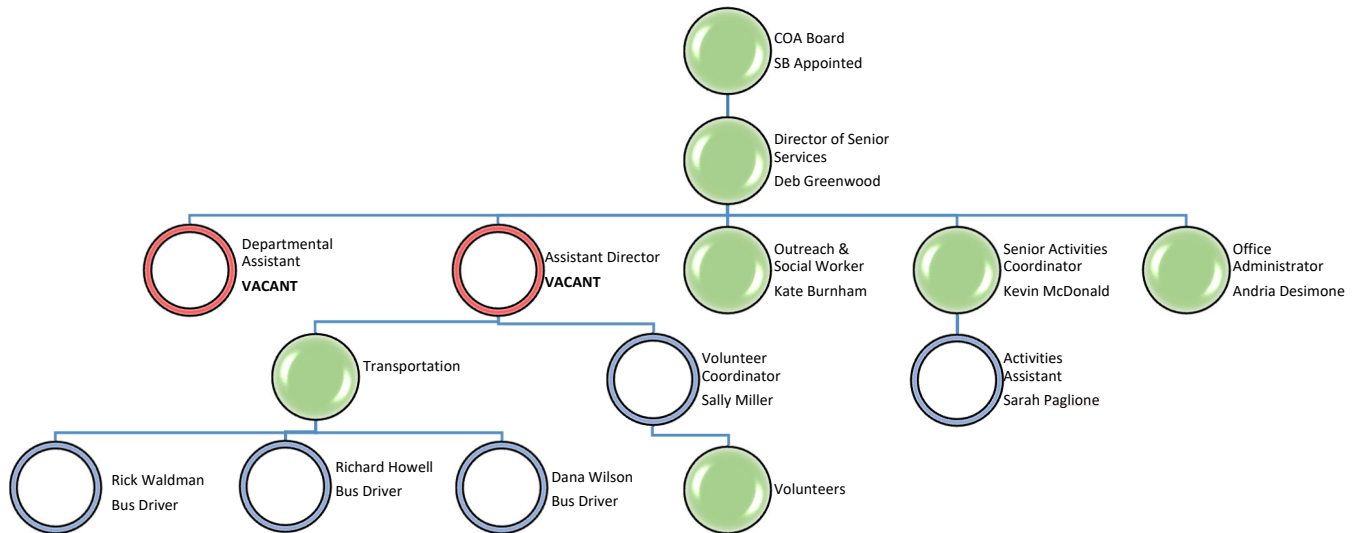 COA Board
SB Appointed
Director of Senior
Services
Deb Greenwood
Departmental
Assistant
VACANT
Assistant Director
VACANT
Outreach &
Social Worker
Kate Burnham
Senior Activities
Coordinator
Kevin McDonald
Office
Administrator
Andria Desimone
Transportation
Volunteer
Coordinator
Sally Miller
Activities
Assistant
Sarah Paglione
Rick Waldman
Bus Driver
Richard Howell
Bus Driver
Dana Wilson
Bus Driver
Volunteers